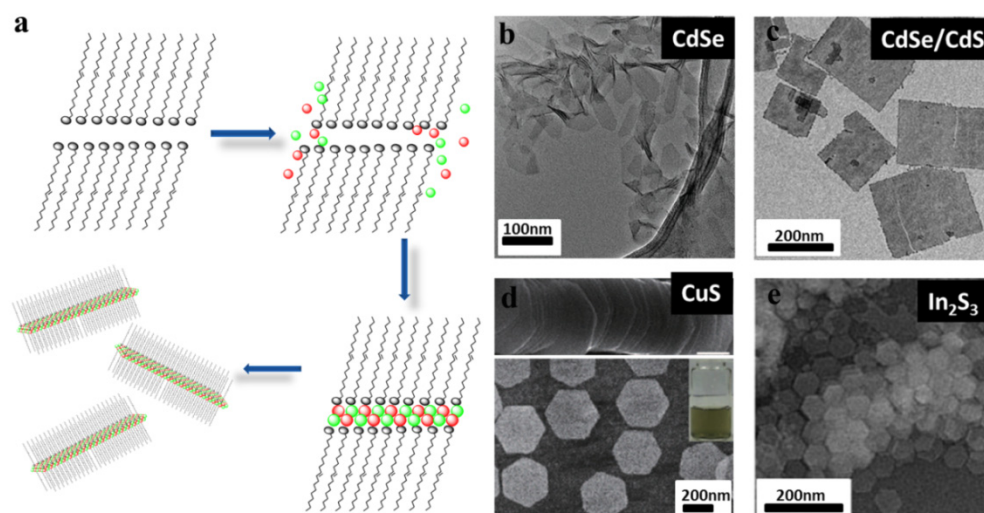 a
b
CdSe
100nm
c
CdSe/CdS
200nm
d
CuS
200nm
e
In₂S₃
200nm